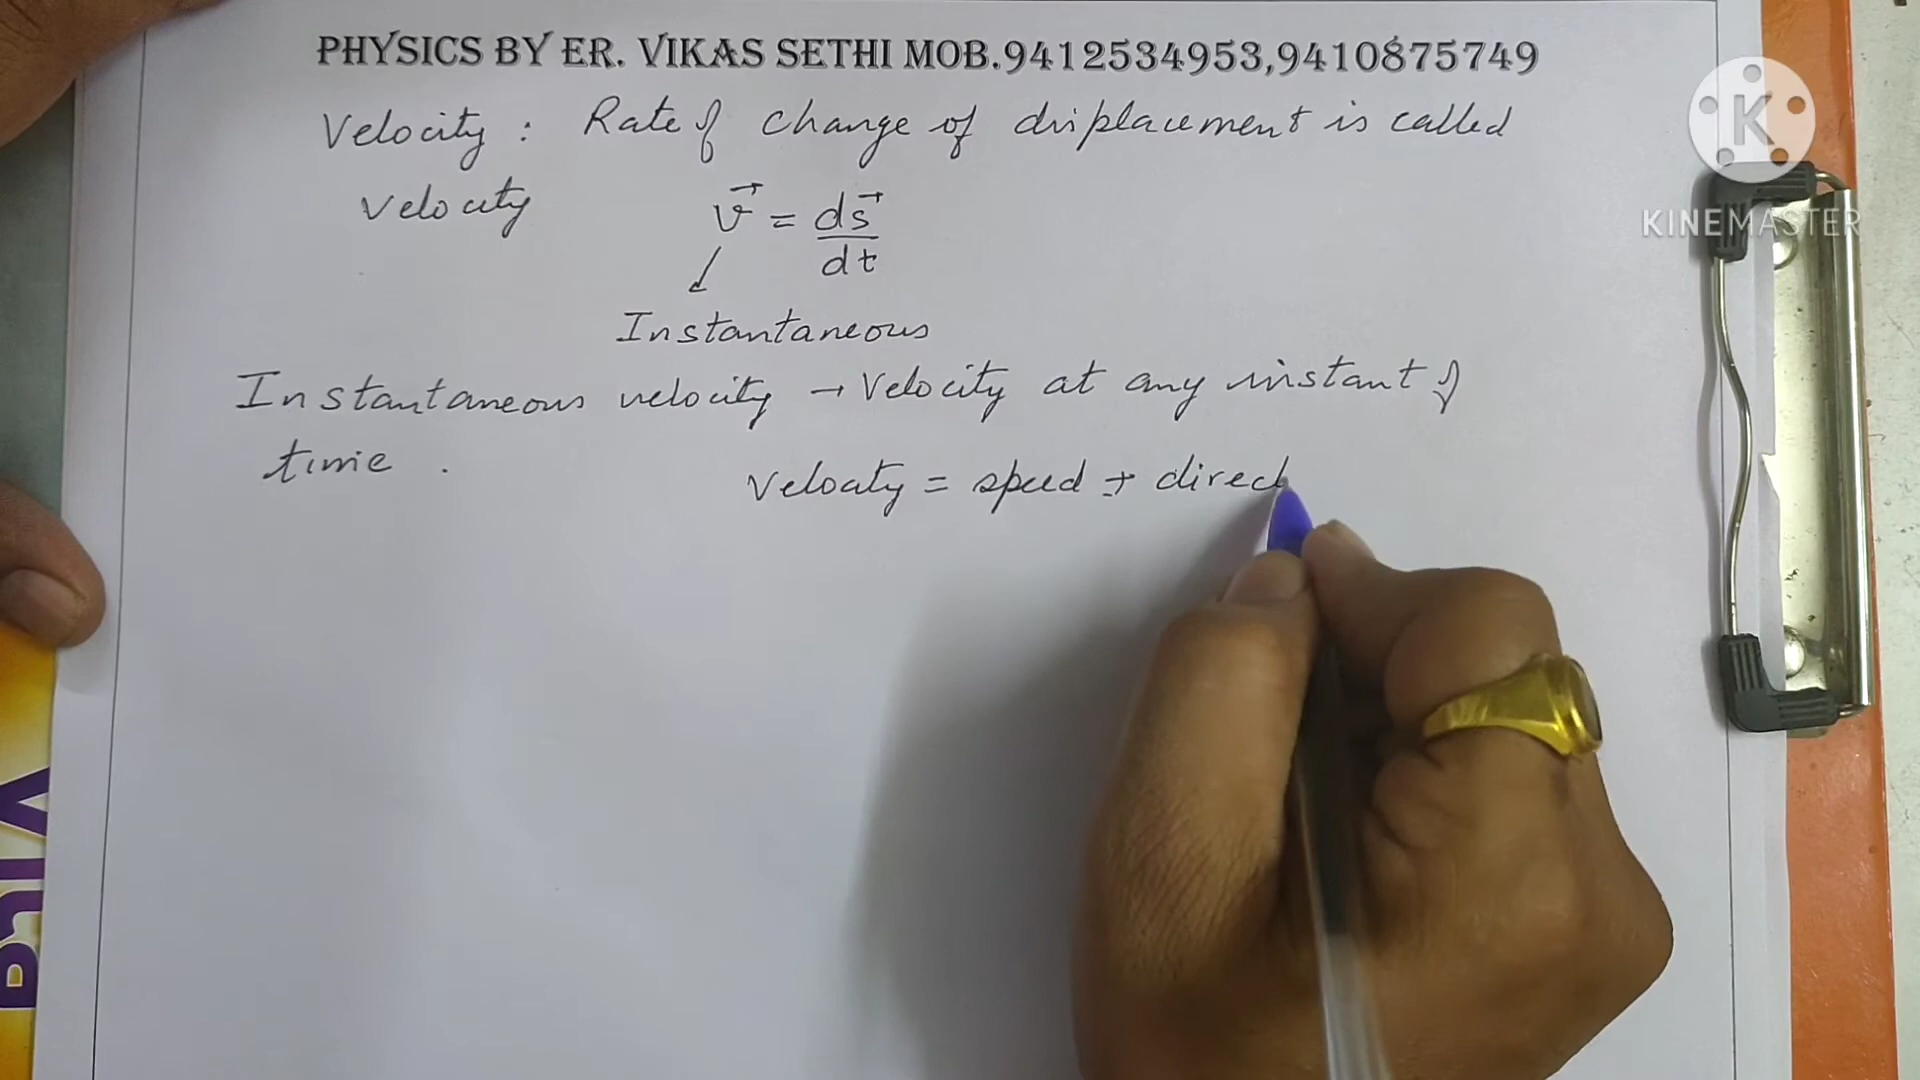 PHYSICS BY ER. VIKAS SETHI MOB.9412534953,9410875749
K
KINEMASTER
Velocity : Rate of change of displacement is called
velocity v⃗ = ds⃗/dt
Instantaneous
Instantaneous velocity → Velocity at any instant of
time .
Velocity = speed + direct